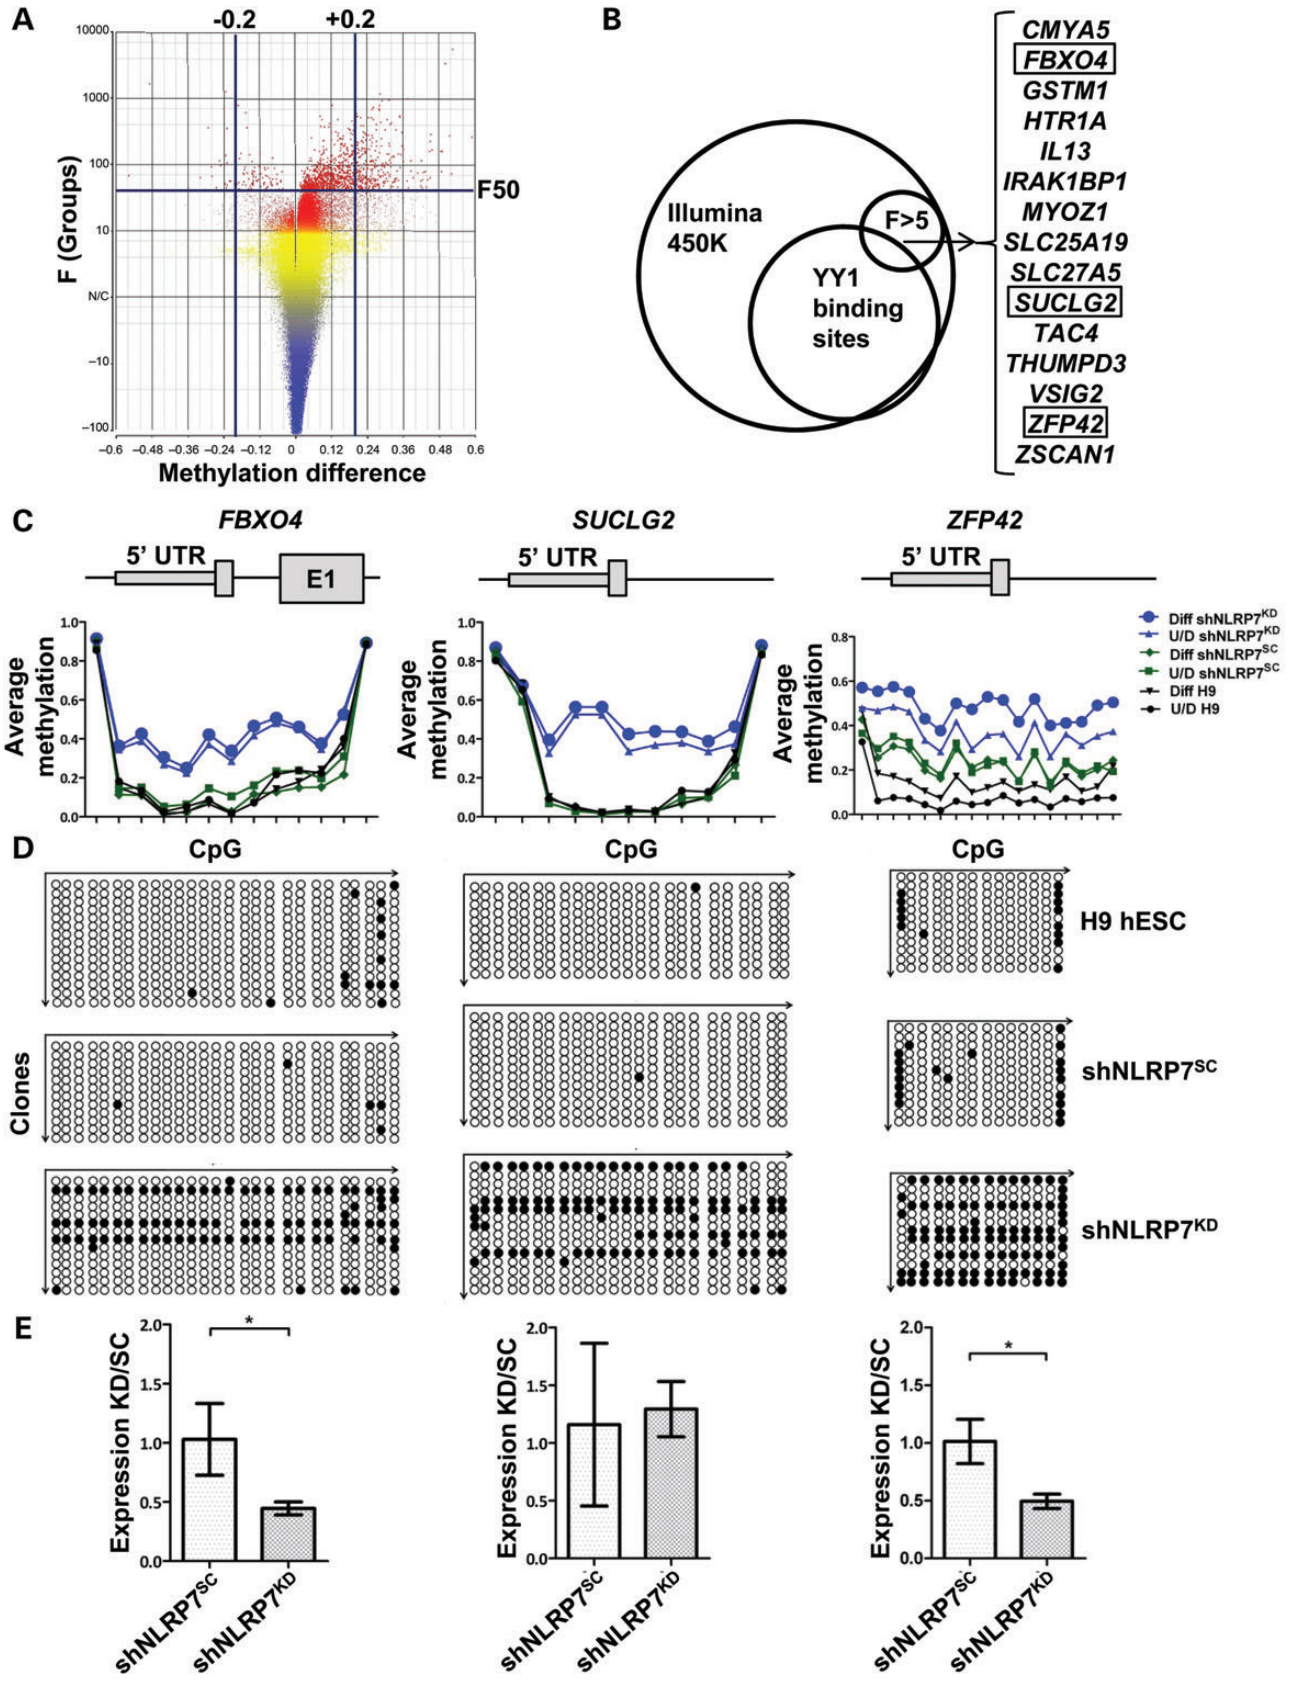 A
-0.2 +0.2
10000
1000
100
10
N/C
−10
−100
F (Groups)
F50
−0.6 −0.48 −0.36 −0.24 −0.12 0 0.12 0.24 0.36 0.48 0.6
Methylation difference
B
Illumina
450K
F>5
YY1
binding
sites
CMYA5
FBXO4
GSTM1
HTR1A
IL13
IRAK1BP1
MYOZ1
SLC25A19
SLC27A5
SUCLG2
TAC4
THUMPD3
VSIG2
ZFP42
ZSCAN1
C
FBXO4
5’ UTR
E1
Average
methylation
1.0
0.8
0.6
0.4
0.2
0.0
SUCLG2
5’ UTR
Average
methylation
1.0
0.8
0.6
0.4
0.2
0.0
ZFP42
5’ UTR
Average
methylation
0.8
0.6
0.4
0.2
0.0
Diff shNLRP7KD
U/D shNLRP7KD
Diff shNLRP7SC
U/D shNLRP7SC
Diff H9
U/D H9
D
CpG CpG CpG
Clones
H9 hESC
shNLRP7SC
shNLRP7KD
E
Expression KD/SC
2.0
1.5
1.0
0.5
0.0
*
shNLRP7SC
shNLRP7KD
Expression KD/SC
2.0
1.5
1.0
0.5
0.0
shNLRP7SC
shNLRP7KD
Expression KD/SC
2.0
1.5
1.0
0.5
0.0
*
shNLRP7SC
shNLRP7KD